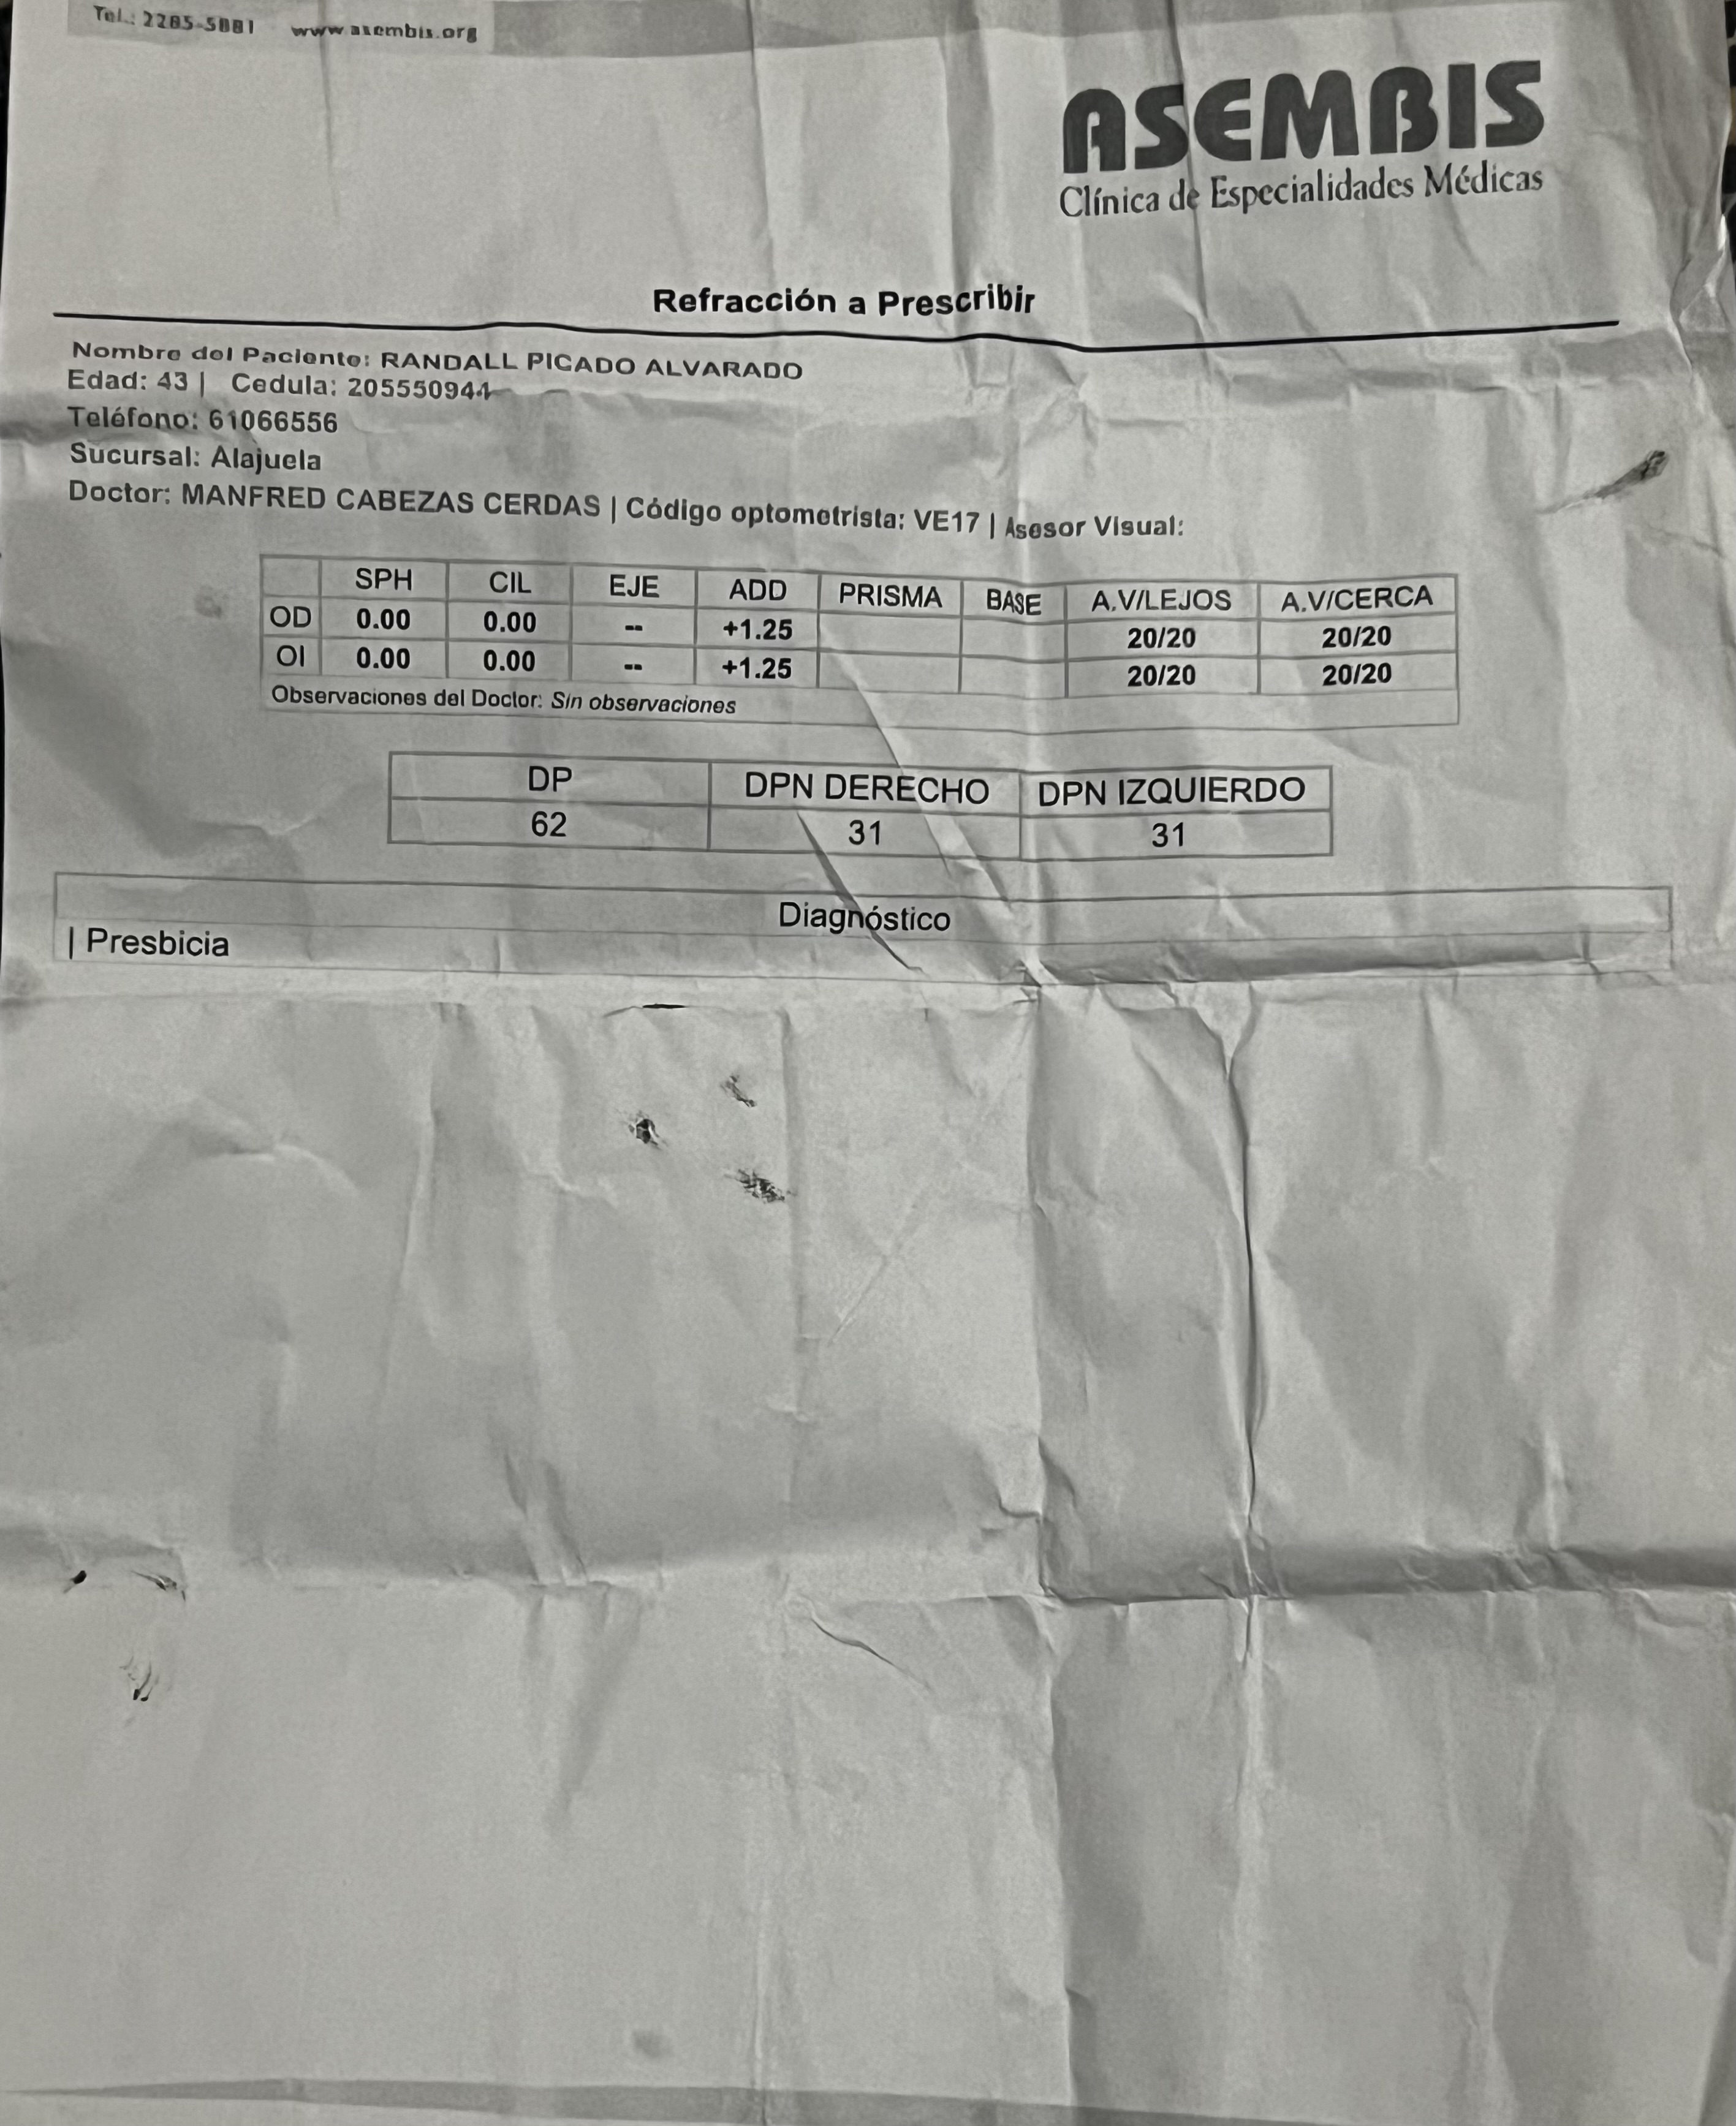 Tel.: 2285-5881 www.asembis.org
ASEMBIS
Clínica de Especialidades Médicas
Refracción a Prescribir
Nombre del Paciente: RANDALL PICADO ALVARADO
Edad: 43 | Cedula: 205550944
Teléfono: 61066556
Sucursal: Alajuela
Doctor: MANFRED CABEZAS CERDAS | Código optometrista: VE17 | Asesor Visual:
SPH CIL EJE ADD PRISMA BASE A.V/LEJOS A.V/CERCA
OD 0.00 0.00 -- +1.25 20/20 20/20
OI 0.00 0.00 -- +1.25 20/20 20/20
Observaciones del Doctor: Sin observaciones
DP DPN DERECHO DPN IZQUIERDO
62 31 31
Diagnóstico
| Presbicia